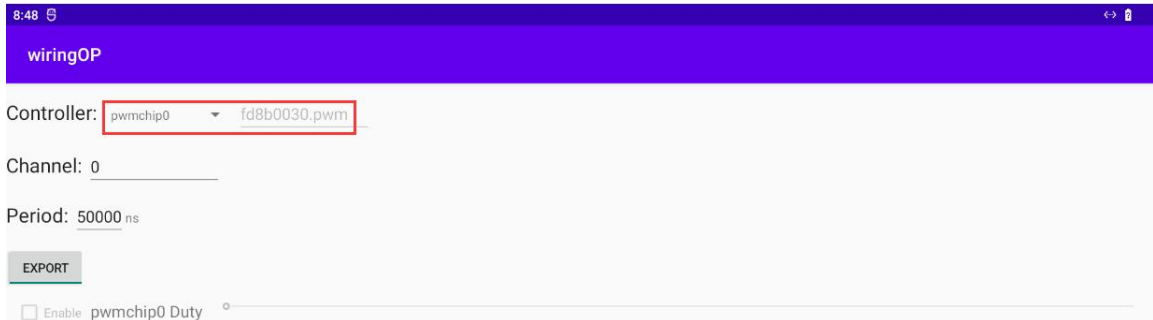 8:48
wiringOP
Controller: pwmchip0 fd8b0030.pwm
Channel: 0
Period: 50000 ns
EXPORT
Enable pwmchip0 Duty